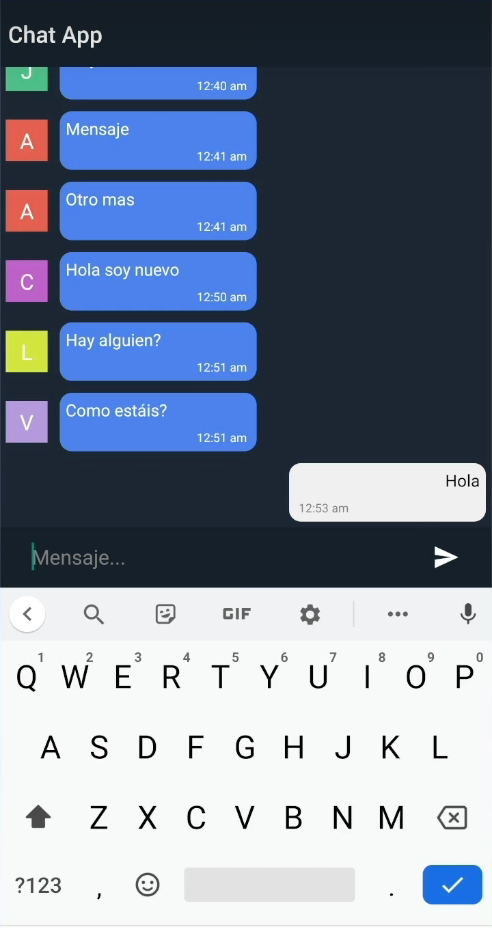 Chat App
J
12:40 am
A
Mensaje
12:41 am
A
Otro mas
12:41 am
C
Hola soy nuevo
12:50 am
L
Hay alguien?
12:51 am
V
Como estáis?
12:51 am
Hola
12:53 am
Mensaje...
GIF
1 2 3 4 5 6 7 8 9 0
Q W E R T Y U I O P
A S D F G H J K L
Z X C V B N M
?123 , .